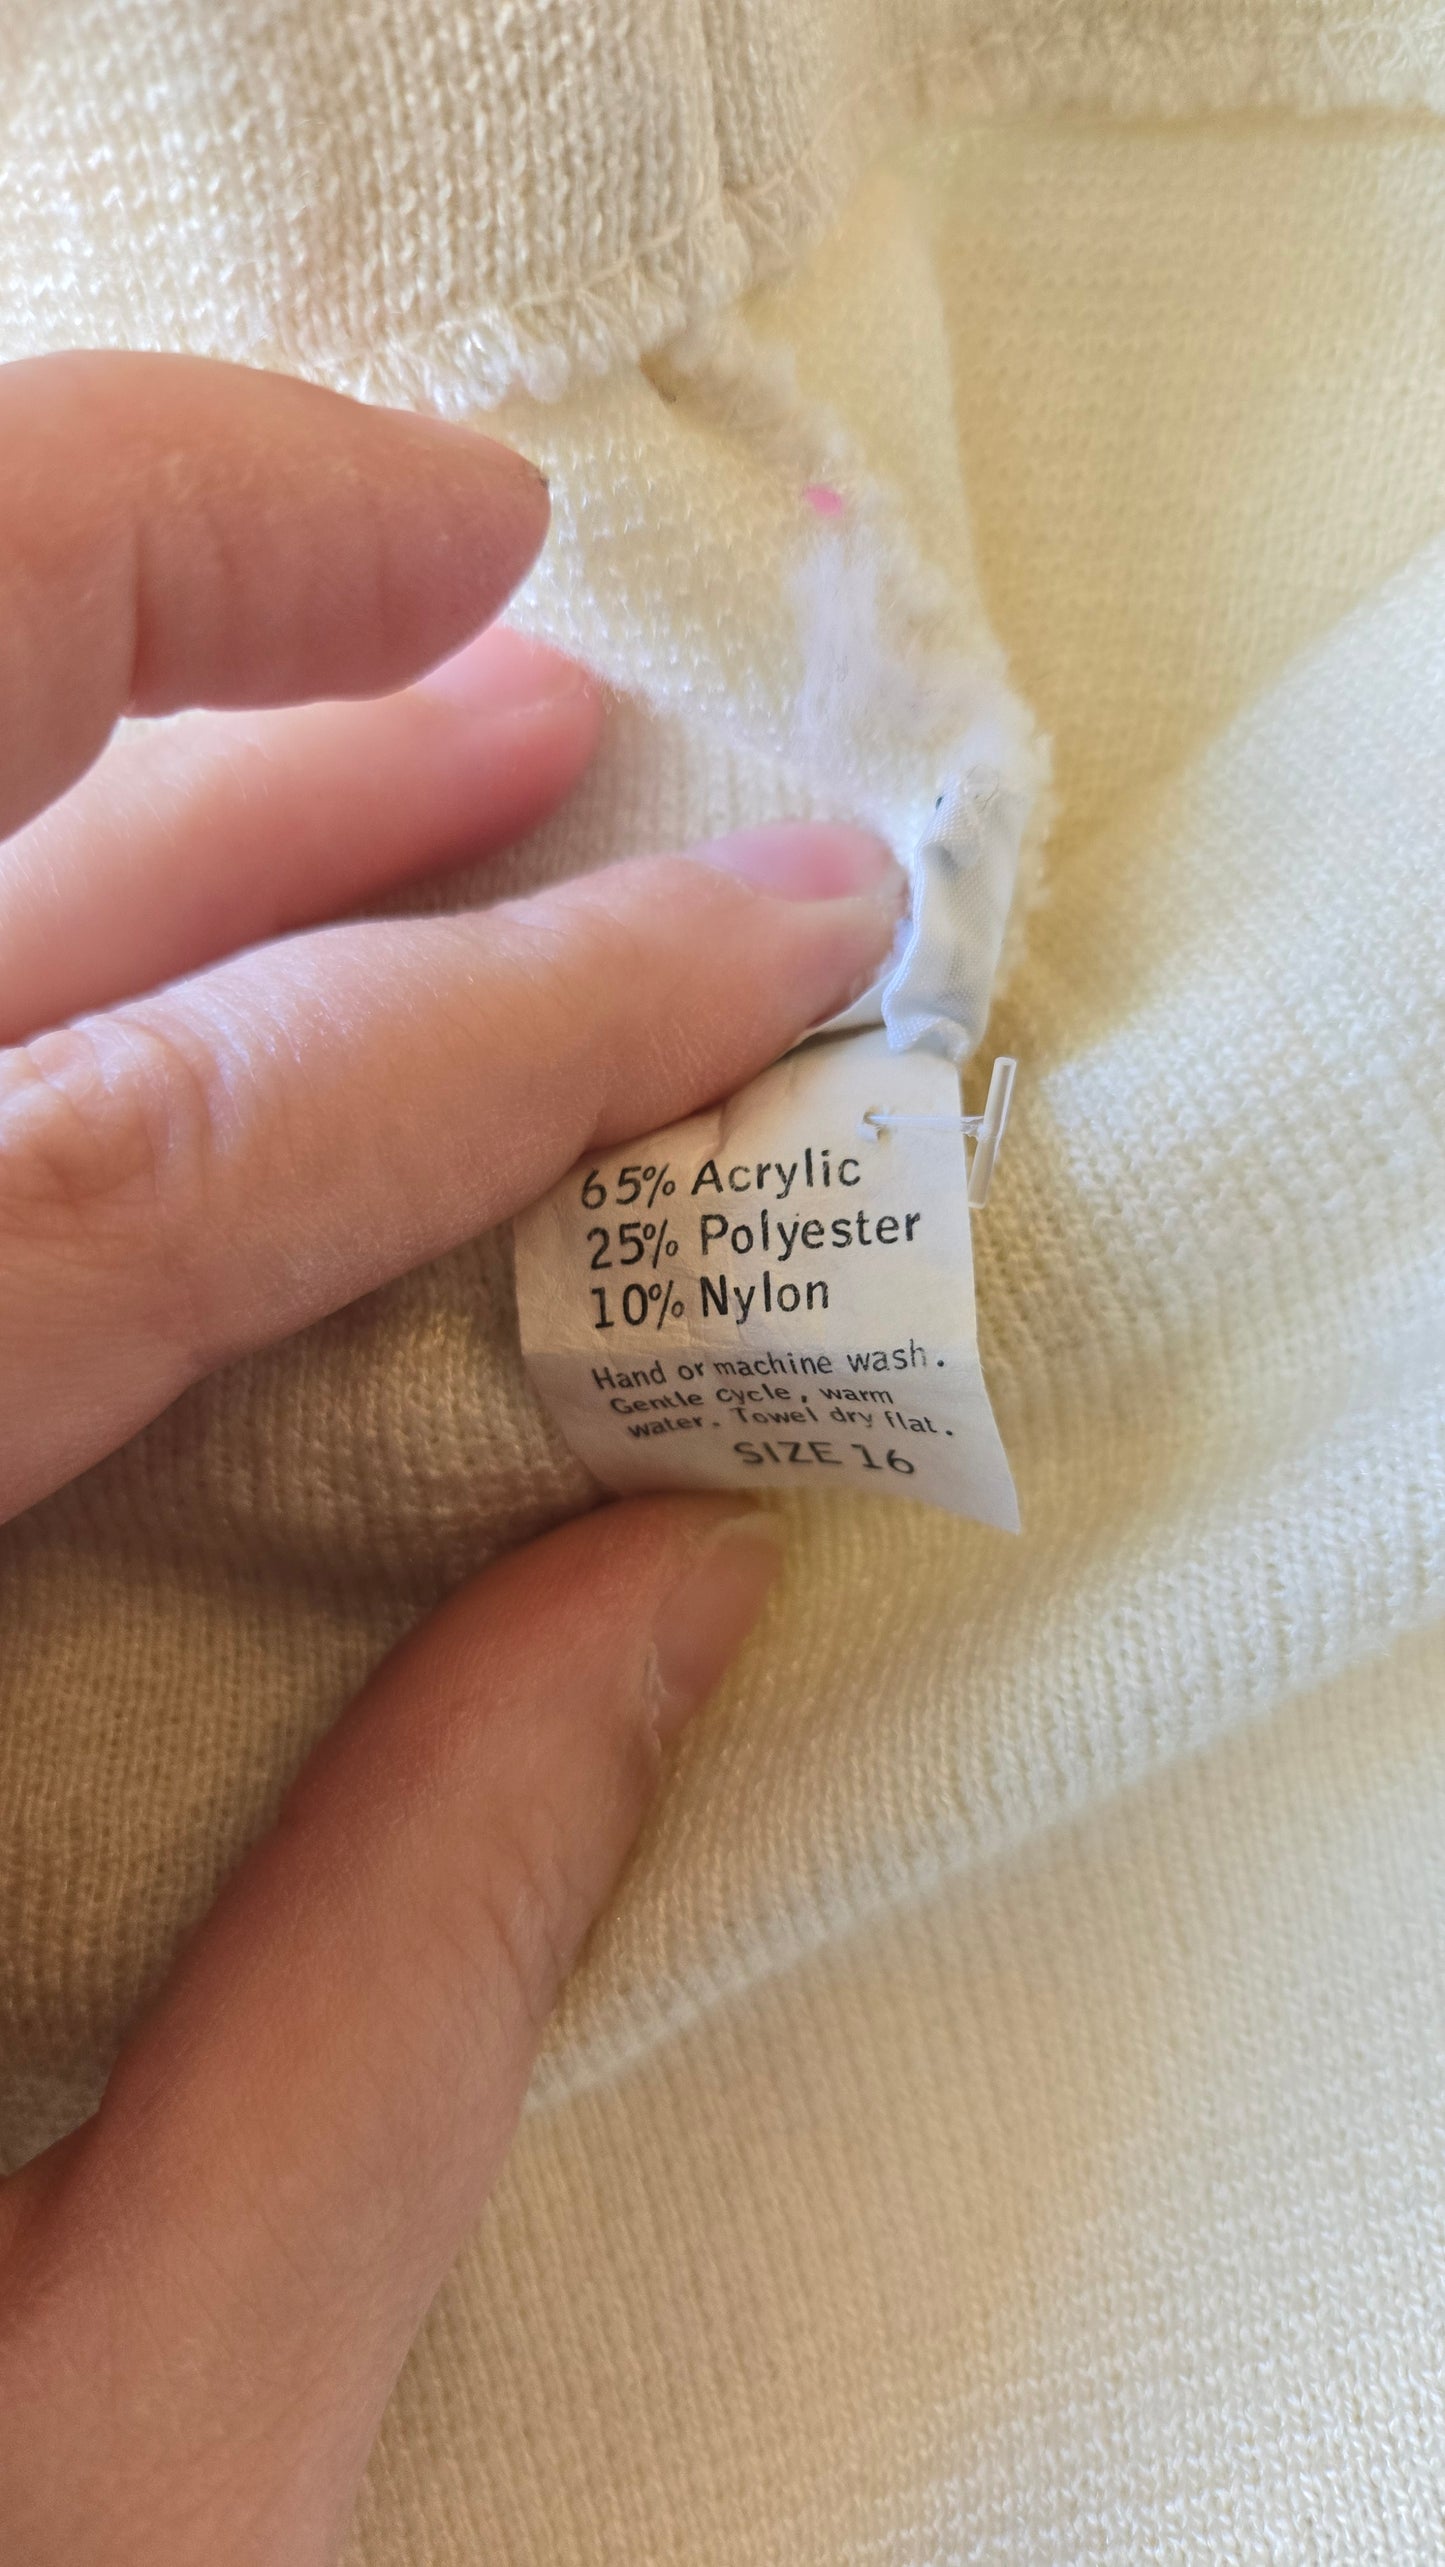 65% Acrylic
25% Polyester
10% Nylon
Hand or machine wash.
Gentle cycle, warm
water. Towel dry flat.
SIZE 16